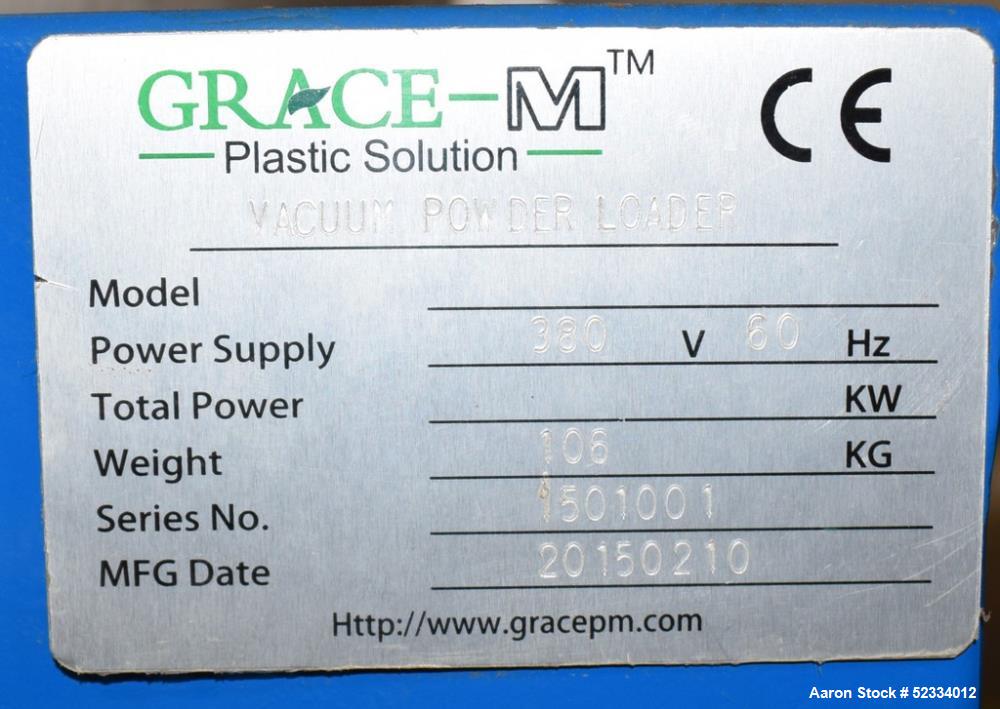 GRACE-M™ CE
Plastic Solution
VACUUM POWDER LOADER
Model
Power Supply 380 V 60 Hz
Total Power KW
Weight 106 KG
Series No. 1501001
MFG Date 20150210
Http://www.gracepm.com
Aaron Stock # 52334012